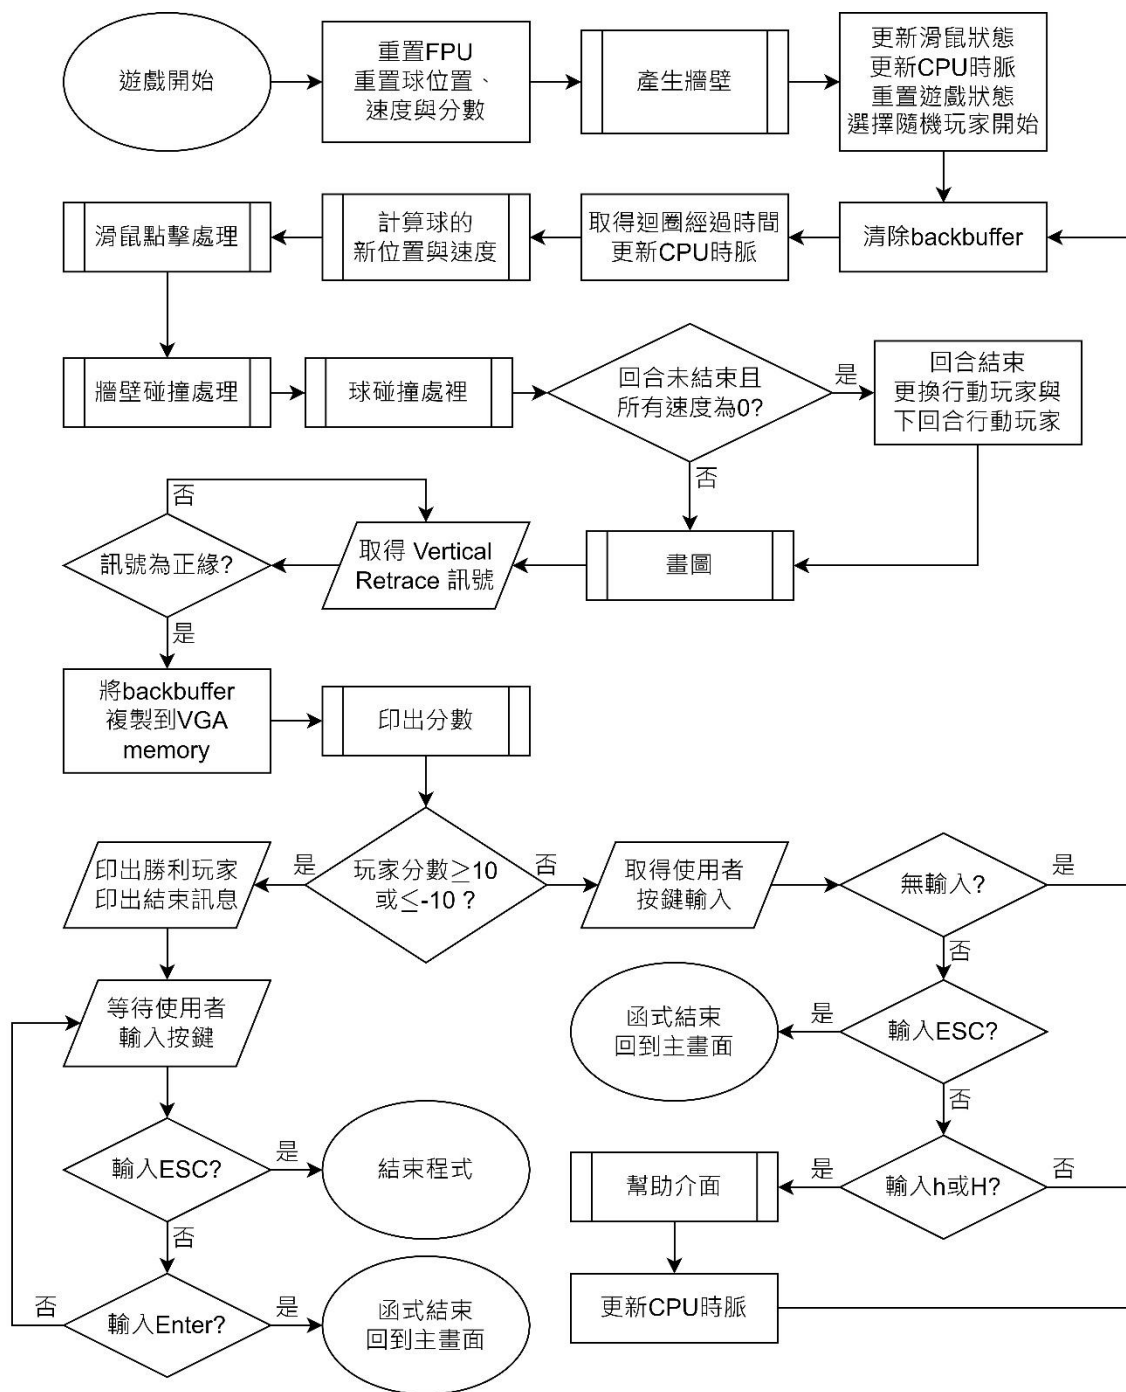 遊戲開始
重置FPU
重置球位置、
速度與分數
產生牆壁
更新滑鼠狀態
更新CPU時脈
重置遊戲狀態
選擇隨機玩家開始
清除backbuffer
取得迴圈經過時間
更新CPU時脈
計算球的
新位置與速度
滑鼠點擊處理
牆壁碰撞處理
球碰撞處裡
回合未結束且
所有速度為0?
是
回合結束
更換行動玩家與
下回合行動玩家
否
畫圖
取得 Vertical
Retrace 訊號
否
訊號為正緣?
是
將backbuffer
複製到VGA
memory
印出分數
玩家分數≥10
或≤-10 ?
是
印出勝利玩家
印出結束訊息
否
取得使用者
按鍵輸入
無輸入?
是
否
等待使用者
輸入按鍵
函式結束
回到主畫面
是
輸入ESC?
否
輸入ESC?
是
結束程式
否
幫助介面
是
輸入h或H?
否
更新CPU時脈
否
輸入Enter?
是
函式結束
回到主畫面